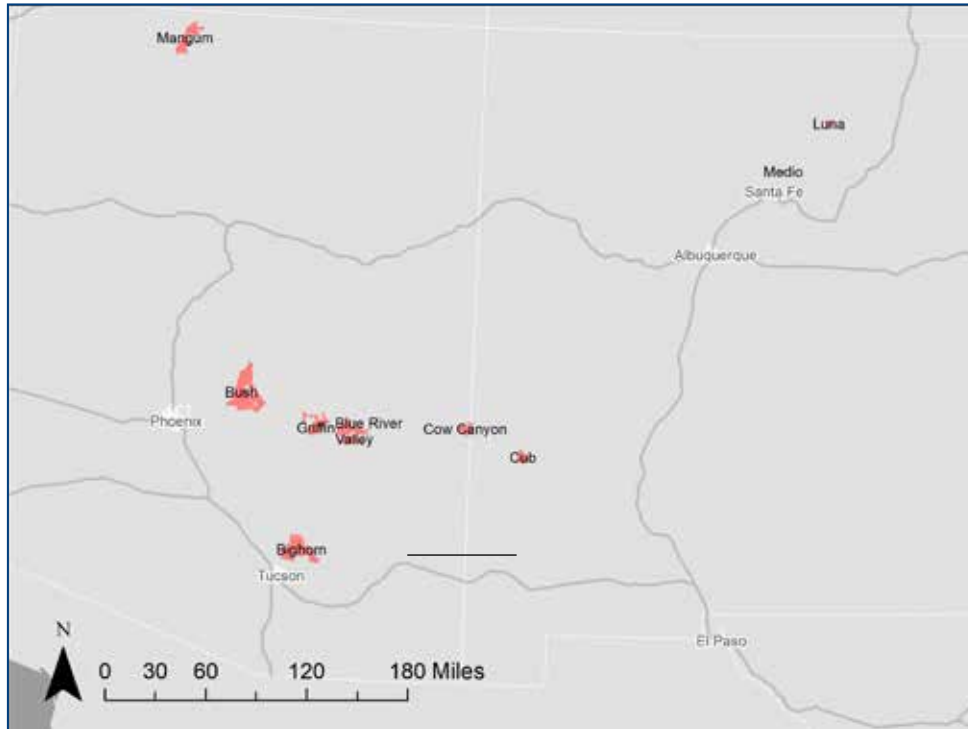 Mangum
Luna
Medio
Santa Fe
Albuquerque
Bush
Phoenix
Griffin
Blue River
Valley
Cow Canyon
Cub
Bighorn
Tucson
El Paso
N
0 30 60 120 180 Miles